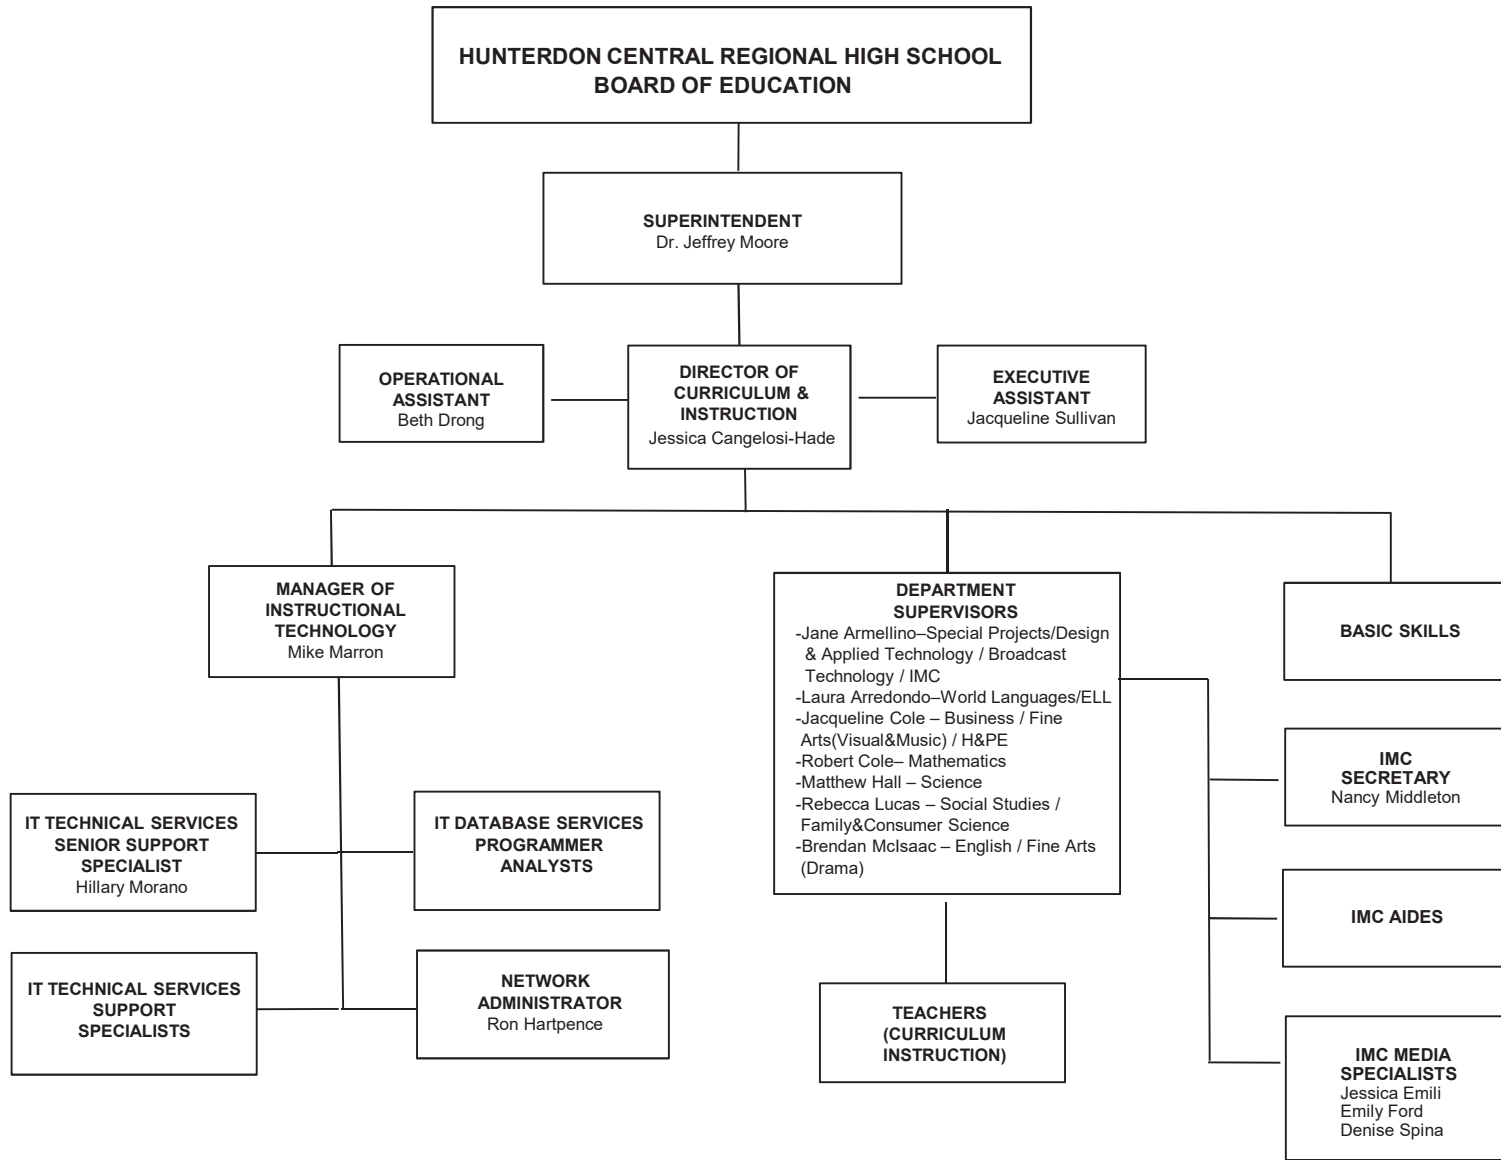 HUNTERDON CENTRAL REGIONAL HIGH SCHOOL
BOARD OF EDUCATION
SUPERINTENDENT
Dr. Jeffrey Moore
OPERATIONAL
ASSISTANT
Beth Drong
DIRECTOR OF
CURRICULUM &
INSTRUCTION
Jessica Cangelosi-Hade
EXECUTIVE
ASSISTANT
Jacqueline Sullivan
MANAGER OF
INSTRUCTIONAL
TECHNOLOGY
Mike Marron
DEPARTMENT
SUPERVISORS
-Jane Armellino–Special Projects/Design
& Applied Technology / Broadcast
Technology / IMC
-Laura Arredondo–World Languages/ELL
-Jacqueline Cole – Business / Fine
Arts(Visual&Music) / H&PE
-Robert Cole– Mathematics
-Matthew Hall – Science
-Rebecca Lucas – Social Studies /
Family&Consumer Science
-Brendan McIsaac – English / Fine Arts
(Drama)
BASIC SKILLS
IMC
SECRETARY
Nancy Middleton
IT TECHNICAL SERVICES
SENIOR SUPPORT
SPECIALIST
Hillary Morano
IT DATABASE SERVICES
PROGRAMMER
ANALYSTS
IMC AIDES
IT TECHNICAL SERVICES
SUPPORT
SPECIALISTS
NETWORK
ADMINISTRATOR
Ron Hartpence
TEACHERS
(CURRICULUM
INSTRUCTION)
IMC MEDIA
SPECIALISTS
Jessica Emili
Emily Ford
Denise Spina